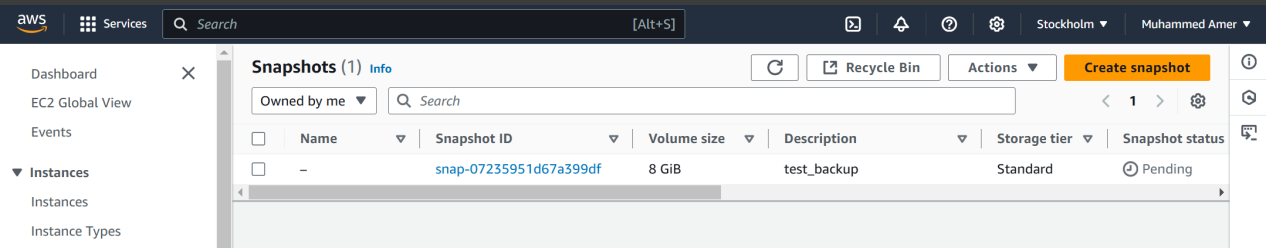 aws Services Search [Alt+S] Stockholm ▼ Muhammed Amer ▼
Dashboard
EC2 Global View
Events
▼ Instances
Instances
Instance Types
Snapshots (1) Info
Recycle Bin Actions ▼ Create snapshot
Owned by me ▼ Search 1
Name Snapshot ID Volume size Description Storage tier Snapshot status
– snap-07235951d67a399df 8 GiB test_backup Standard Pending